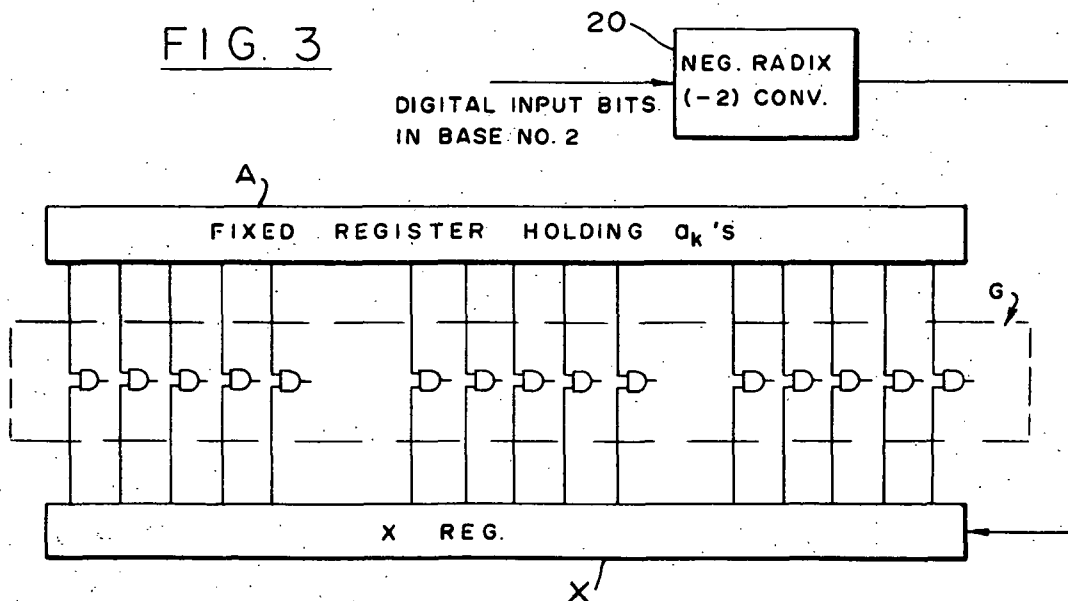 FIG. 3
20
NEG. RADIX
(-2) CONV.
DIGITAL INPUT BITS
IN BASE NO. 2
A
FIXED REGISTER HOLDING ak's
G
X REG.
X